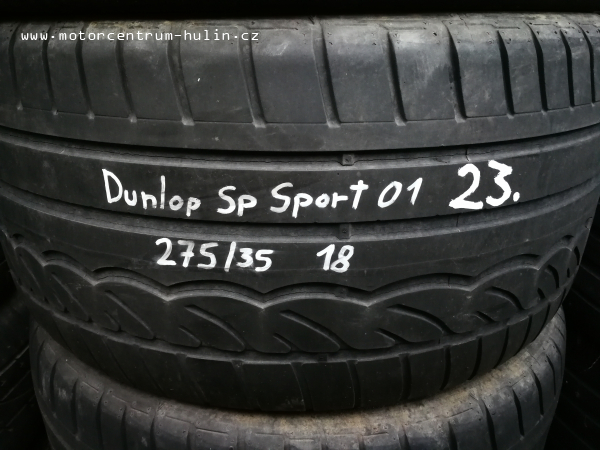 www.motorcentrum-hulin.cz
Dunlop Sp Sport 01 23.
275/35 18